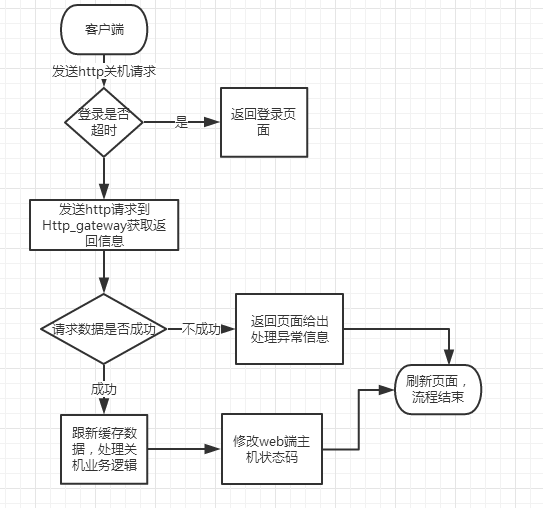 客户端
发送http关机请求
登录是否
超时
是
返回登录页
面
发送http请求到
Http_gateway获取返
回信息
请求数据是否成功
不成功
返回页面给出
处理异常信息
刷新页面，
流程结束
成功
跟新缓存数
据，处理关
机业务逻辑
修改web端主
机状态码